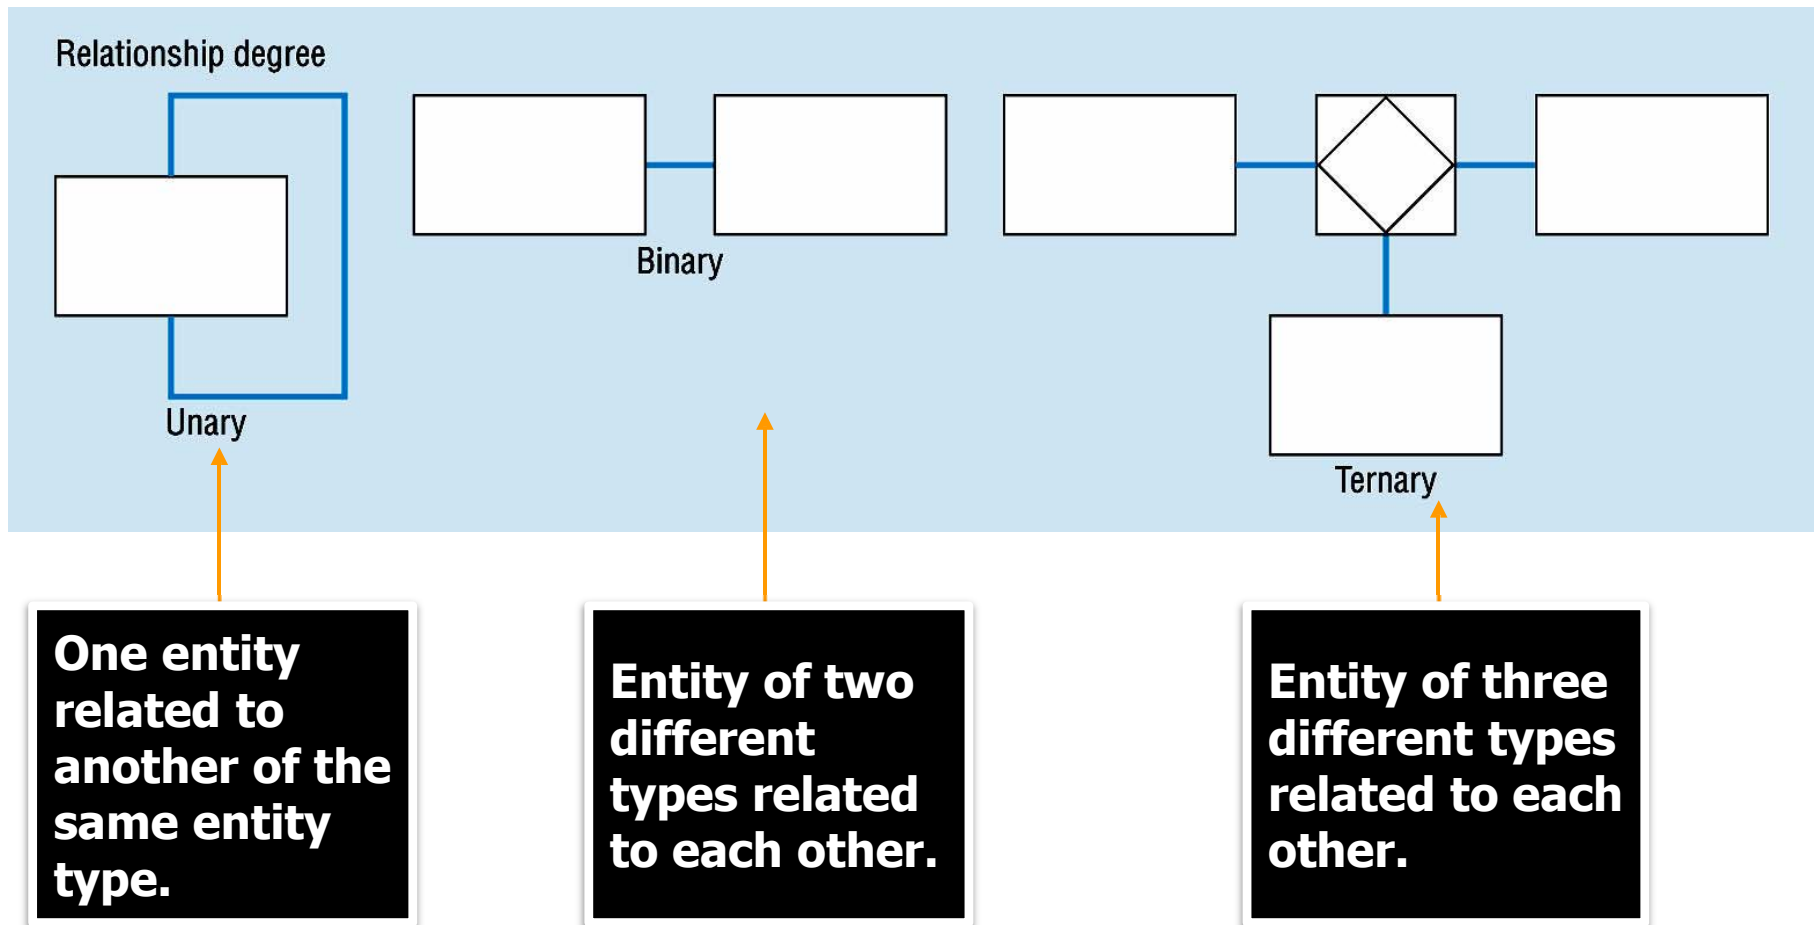 Relationship degree
Unary
Binary
Ternary
One entity
related to
another of the
same entity
type.
Entity of two
different
types related
to each other.
Entity of three
different types
related to each
other.